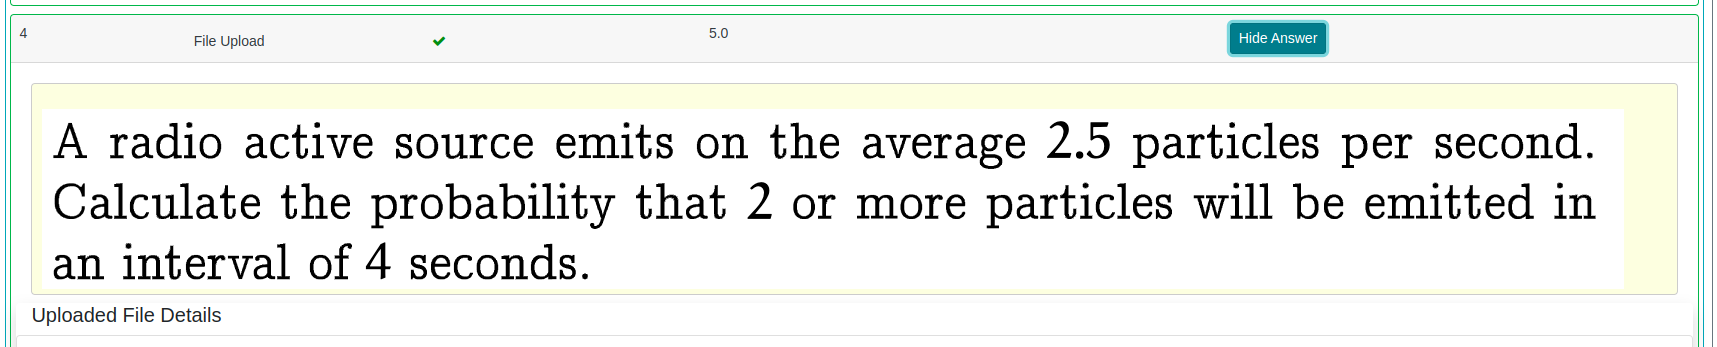 4 File Upload 5.0 Hide Answer
A radio active source emits on the average 2.5 particles per second.
Calculate the probability that 2 or more particles will be emitted in
an interval of 4 seconds.
Uploaded File Details